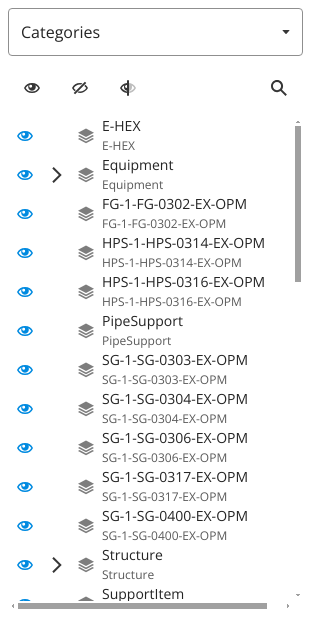 Categories
E-HEX
E-HEX
Equipment
Equipment
FG-1-FG-0302-EX-OPM
FG-1-FG-0302-EX-OPM
HPS-1-HPS-0314-EX-OPM
HPS-1-HPS-0314-EX-OPM
HPS-1-HPS-0316-EX-OPM
HPS-1-HPS-0316-EX-OPM
PipeSupport
PipeSupport
SG-1-SG-0303-EX-OPM
SG-1-SG-0303-EX-OPM
SG-1-SG-0304-EX-OPM
SG-1-SG-0304-EX-OPM
SG-1-SG-0306-EX-OPM
SG-1-SG-0306-EX-OPM
SG-1-SG-0317-EX-OPM
SG-1-SG-0317-EX-OPM
SG-1-SG-0400-EX-OPM
SG-1-SG-0400-EX-OPM
Structure
Structure
SupportItem